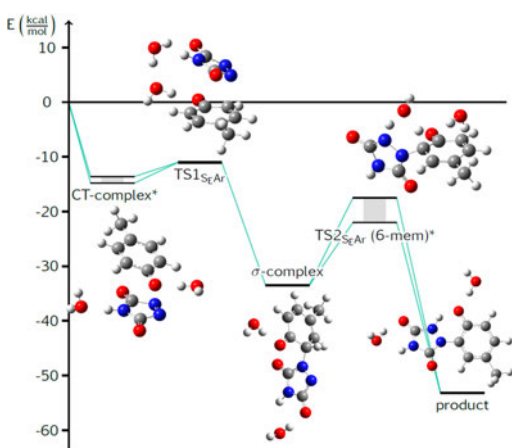 E (kcal/mol)
10
0
-10
TS1SEAr
CT-complex*
-20
TS2SEAr (6-mem)*
σ-complex
-30
-40
-50
product
-60